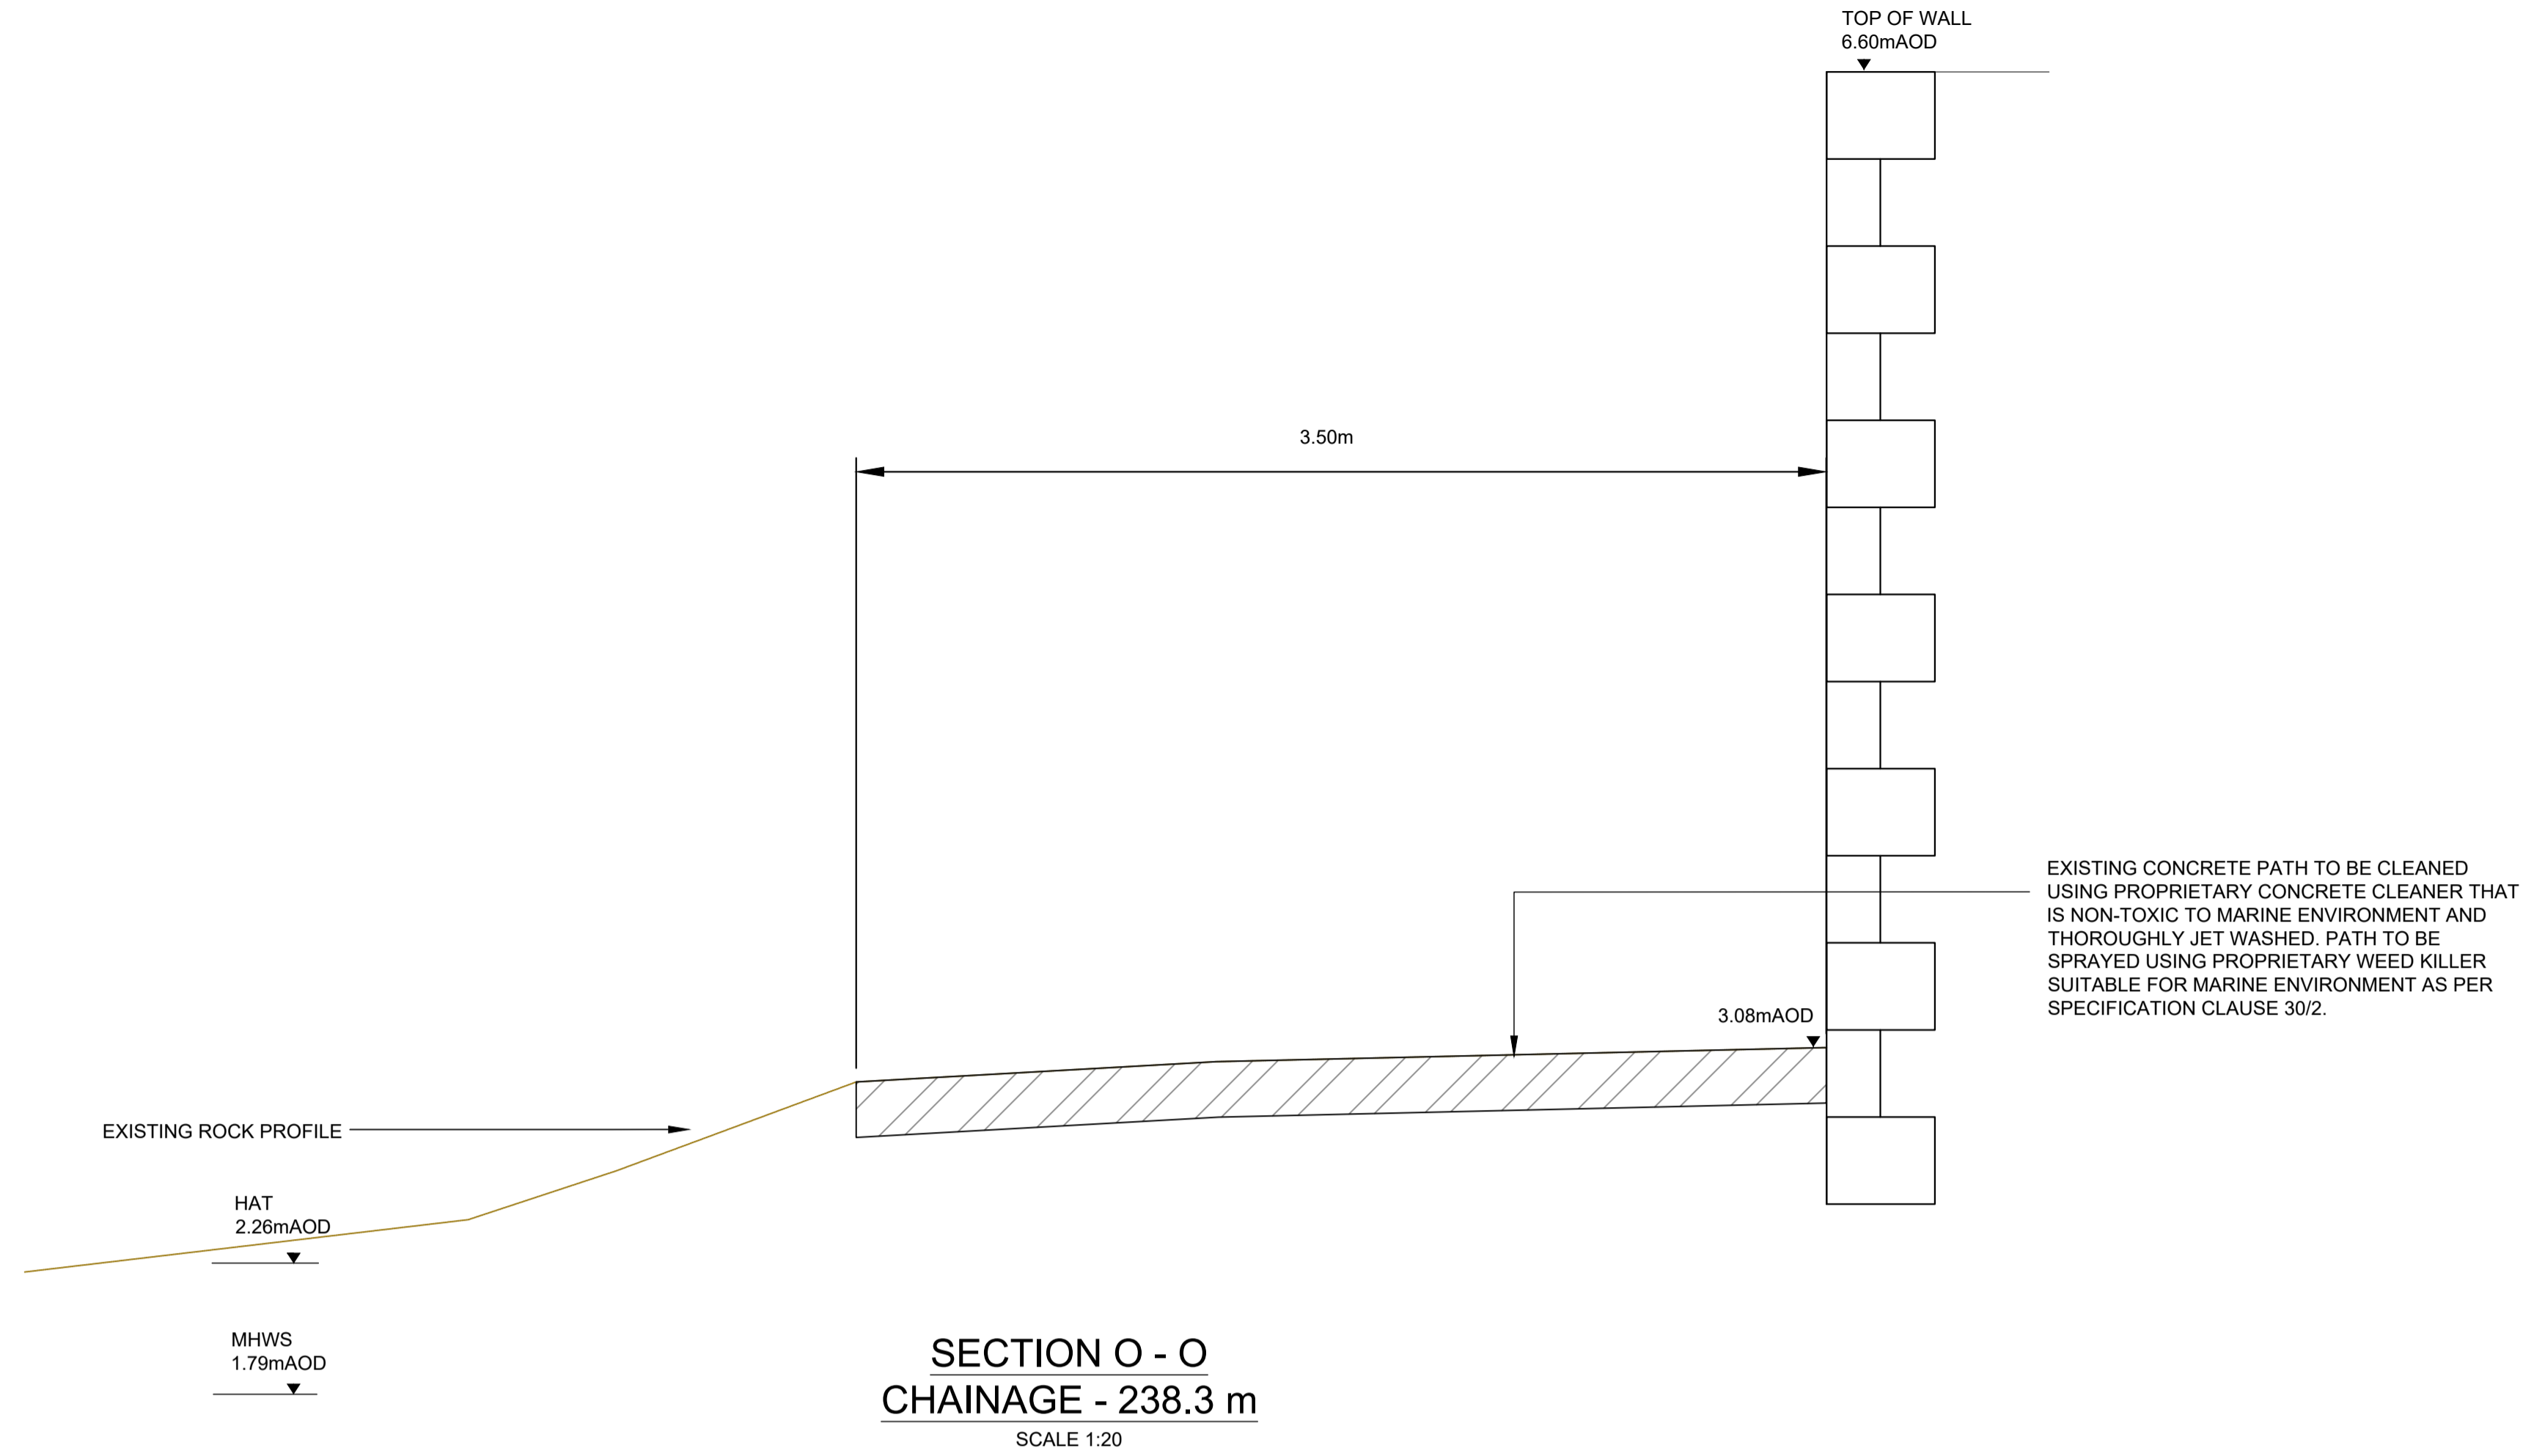 TOP OF WALL
6.60mAOD
3.50m
EXISTING CONCRETE PATH TO BE CLEANED
USING PROPRIETARY CONCRETE CLEANER THAT
IS NON-TOXIC TO MARINE ENVIRONMENT AND
THOROUGHLY JET WASHED. PATH TO BE
SPRAYED USING PROPRIETARY WEED KILLER
SUITABLE FOR MARINE ENVIRONMENT AS PER
SPECIFICATION CLAUSE 30/2.
3.08mAOD
EXISTING ROCK PROFILE
HAT
2.26mAOD
MHWS
1.79mAOD
SECTION O - O
CHAINAGE - 238.3 m
SCALE 1:20